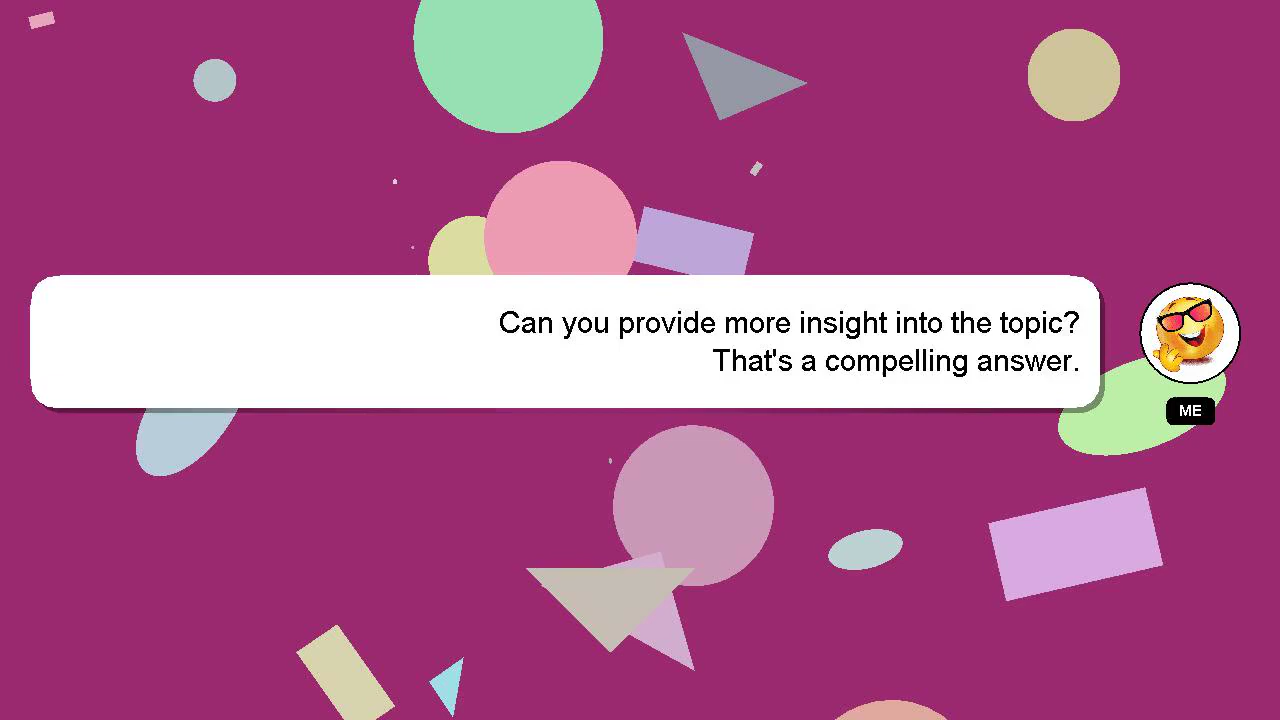 Can you provide more insight into the topic?
That's a compelling answer.
ME